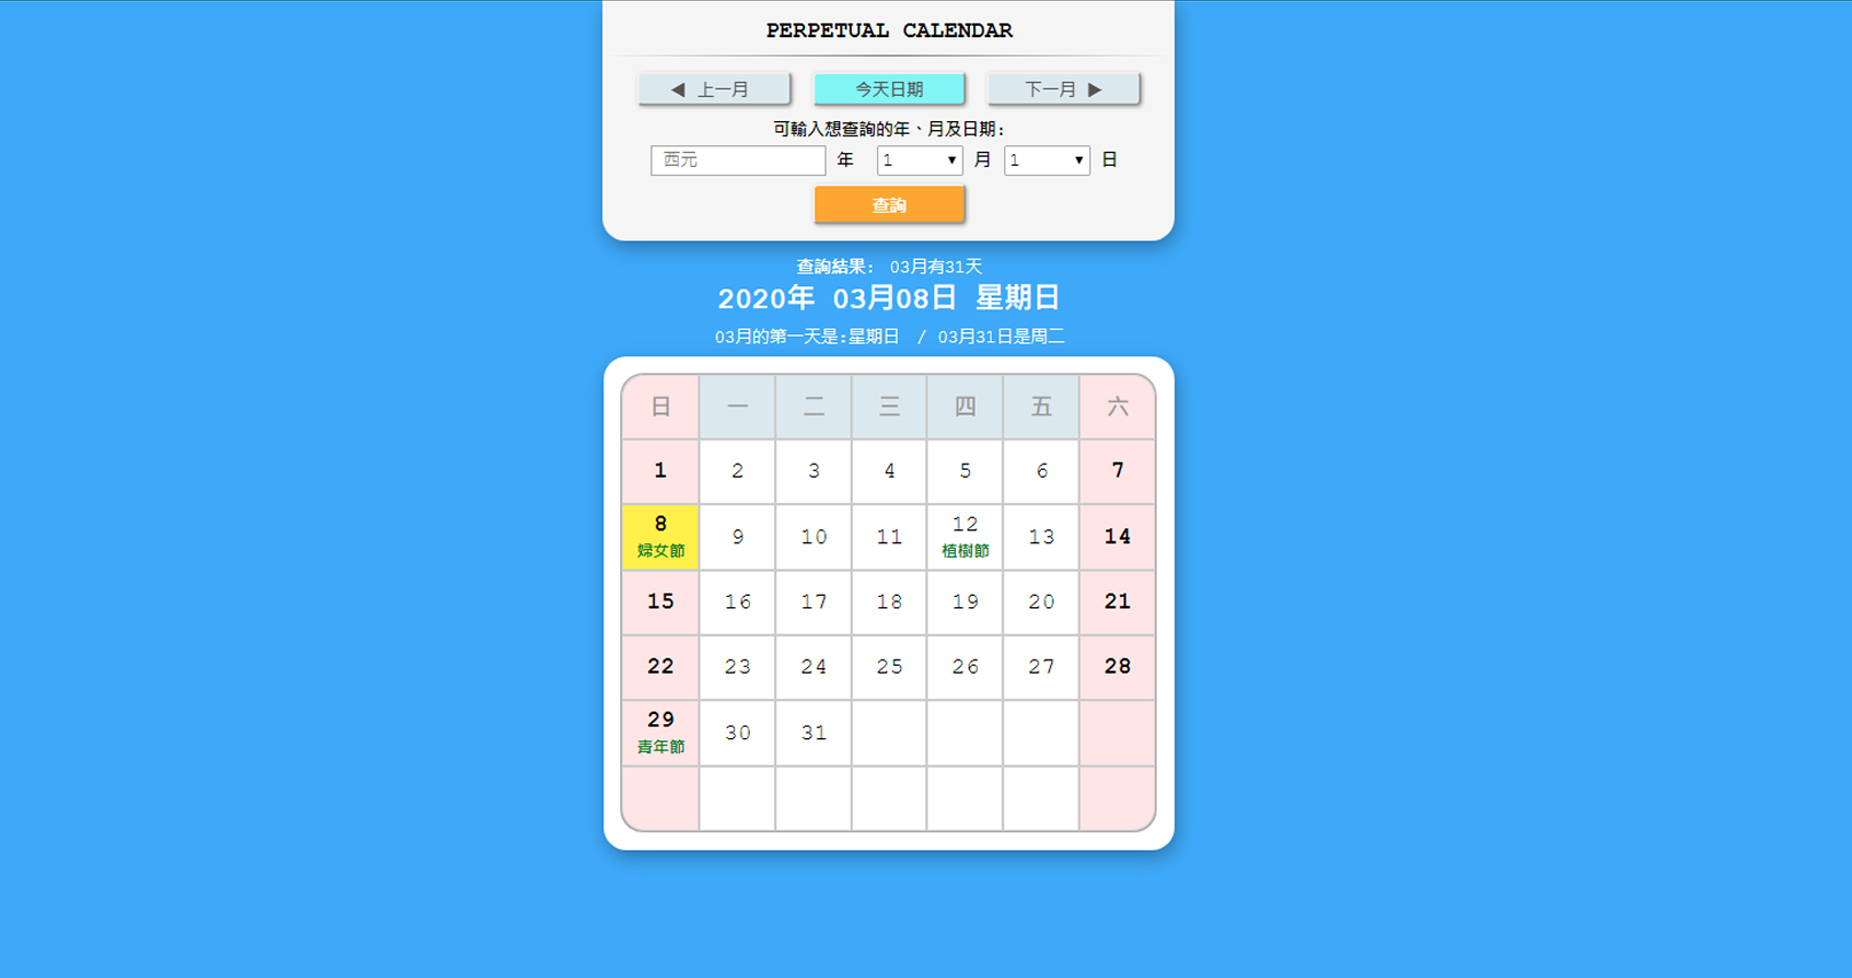 PERPETUAL CALENDAR
◀ 上一月 今天日期 下一月 ▶
可輸入想查詢的年、月及日期:
西元 年 1 ▼ 月 1 ▼ 日
查詢
查詢結果: 03月有31天
2020年 03月08日 星期日
03月的第一天是:星期日 / 03月31日是周二
日 一 二 三 四 五 六
1 2 3 4 5 6 7
8 9 10 11 12 13 14
婦女節 植樹節
15 16 17 18 19 20 21
22 23 24 25 26 27 28
29 30 31
青年節